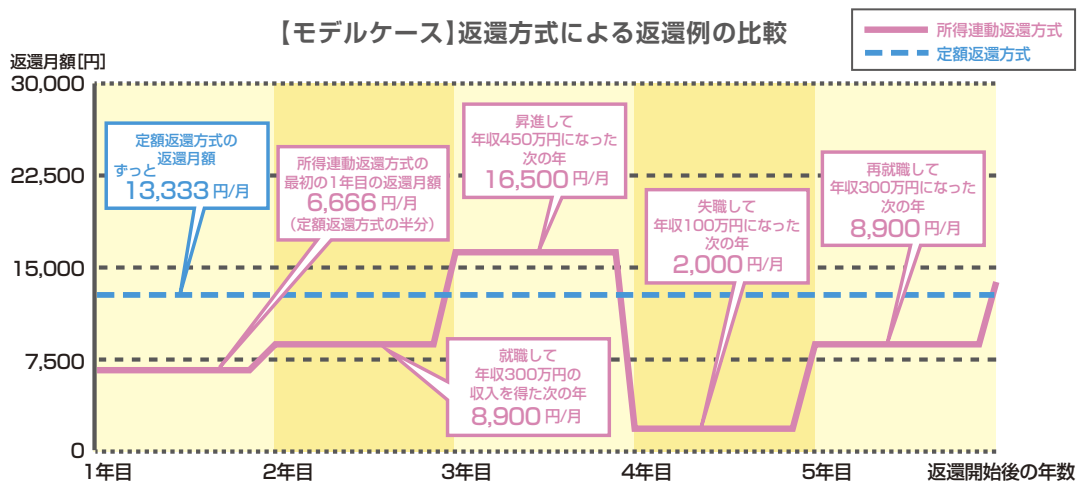 【モデルケース】返還方式による返還例の比較
所得連動返還方式
定額返還方式
返還月額[円]
30,000
22,500
15,000
7,500
0
定額返還方式の
返還月額
ずっと
13,333円/月
所得連動返還方式の
最初の1年目の返還月額
6,666円/月
(定額返還方式の半分)
昇進して
年収450万円になった
次の年
16,500円/月
失職して
年収100万円になった
次の年
2,000円/月
再就職して
年収300万円になった
次の年
8,900円/月
就職して
年収300万円の
収入を得た次の年
8,900円/月
1年目
2年目
3年目
4年目
5年目
返還開始後の年数